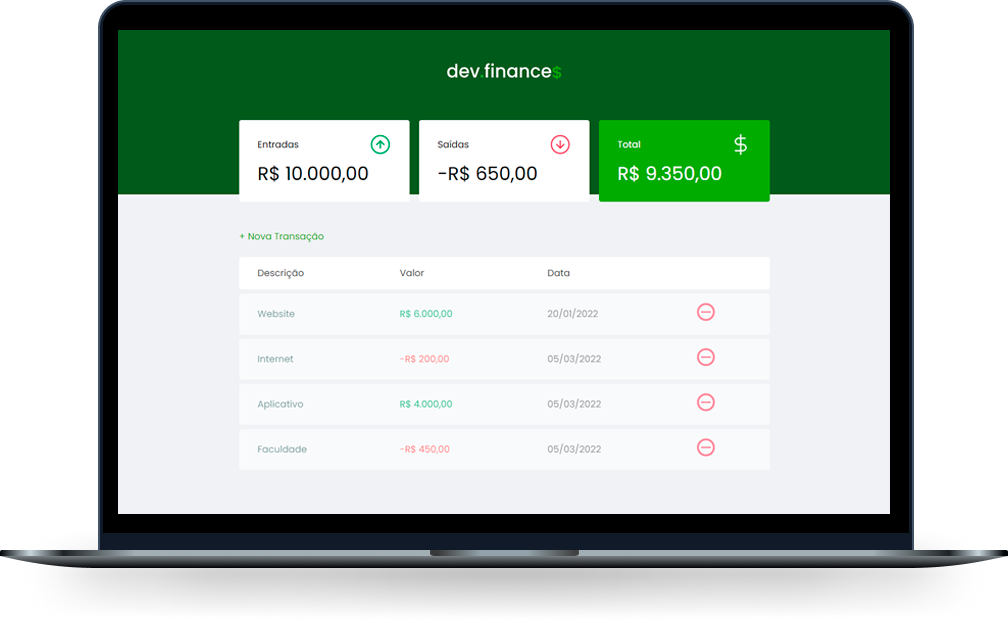 dev.finance$
Entradas
R$ 10.000,00
Saídas
-R$ 650,00
Total
$
R$ 9.350,00
+ Nova Transação
Descrição Valor Data
Website R$ 6.000,00 20/01/2022
Internet -R$ 200,00 05/03/2022
Aplicativo R$ 4.000,00 05/03/2022
Faculdade -R$ 450,00 05/03/2022